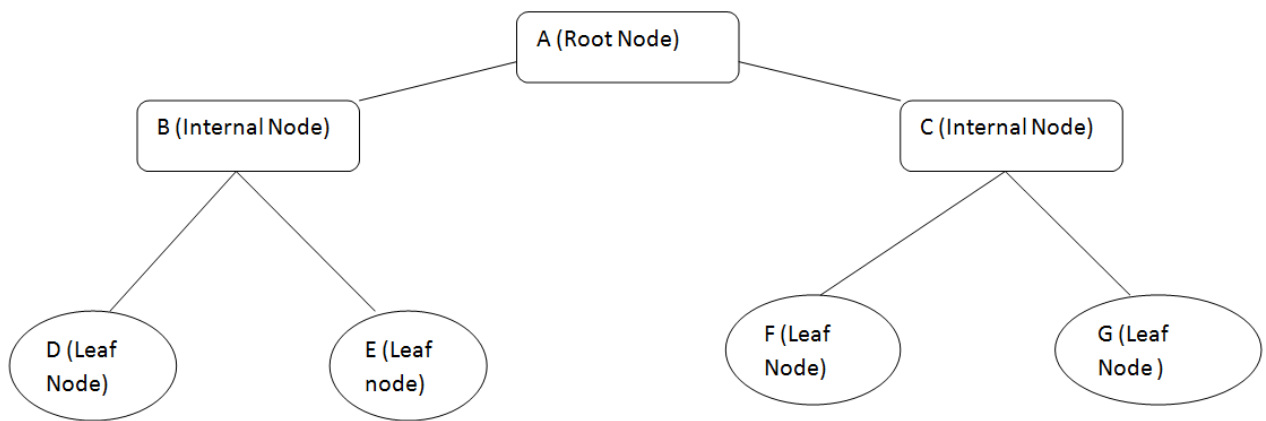 A (Root Node)
B (Internal Node)
C (Internal Node)
D (Leaf
Node)
E (Leaf
node)
F (Leaf
Node)
G (Leaf
Node )